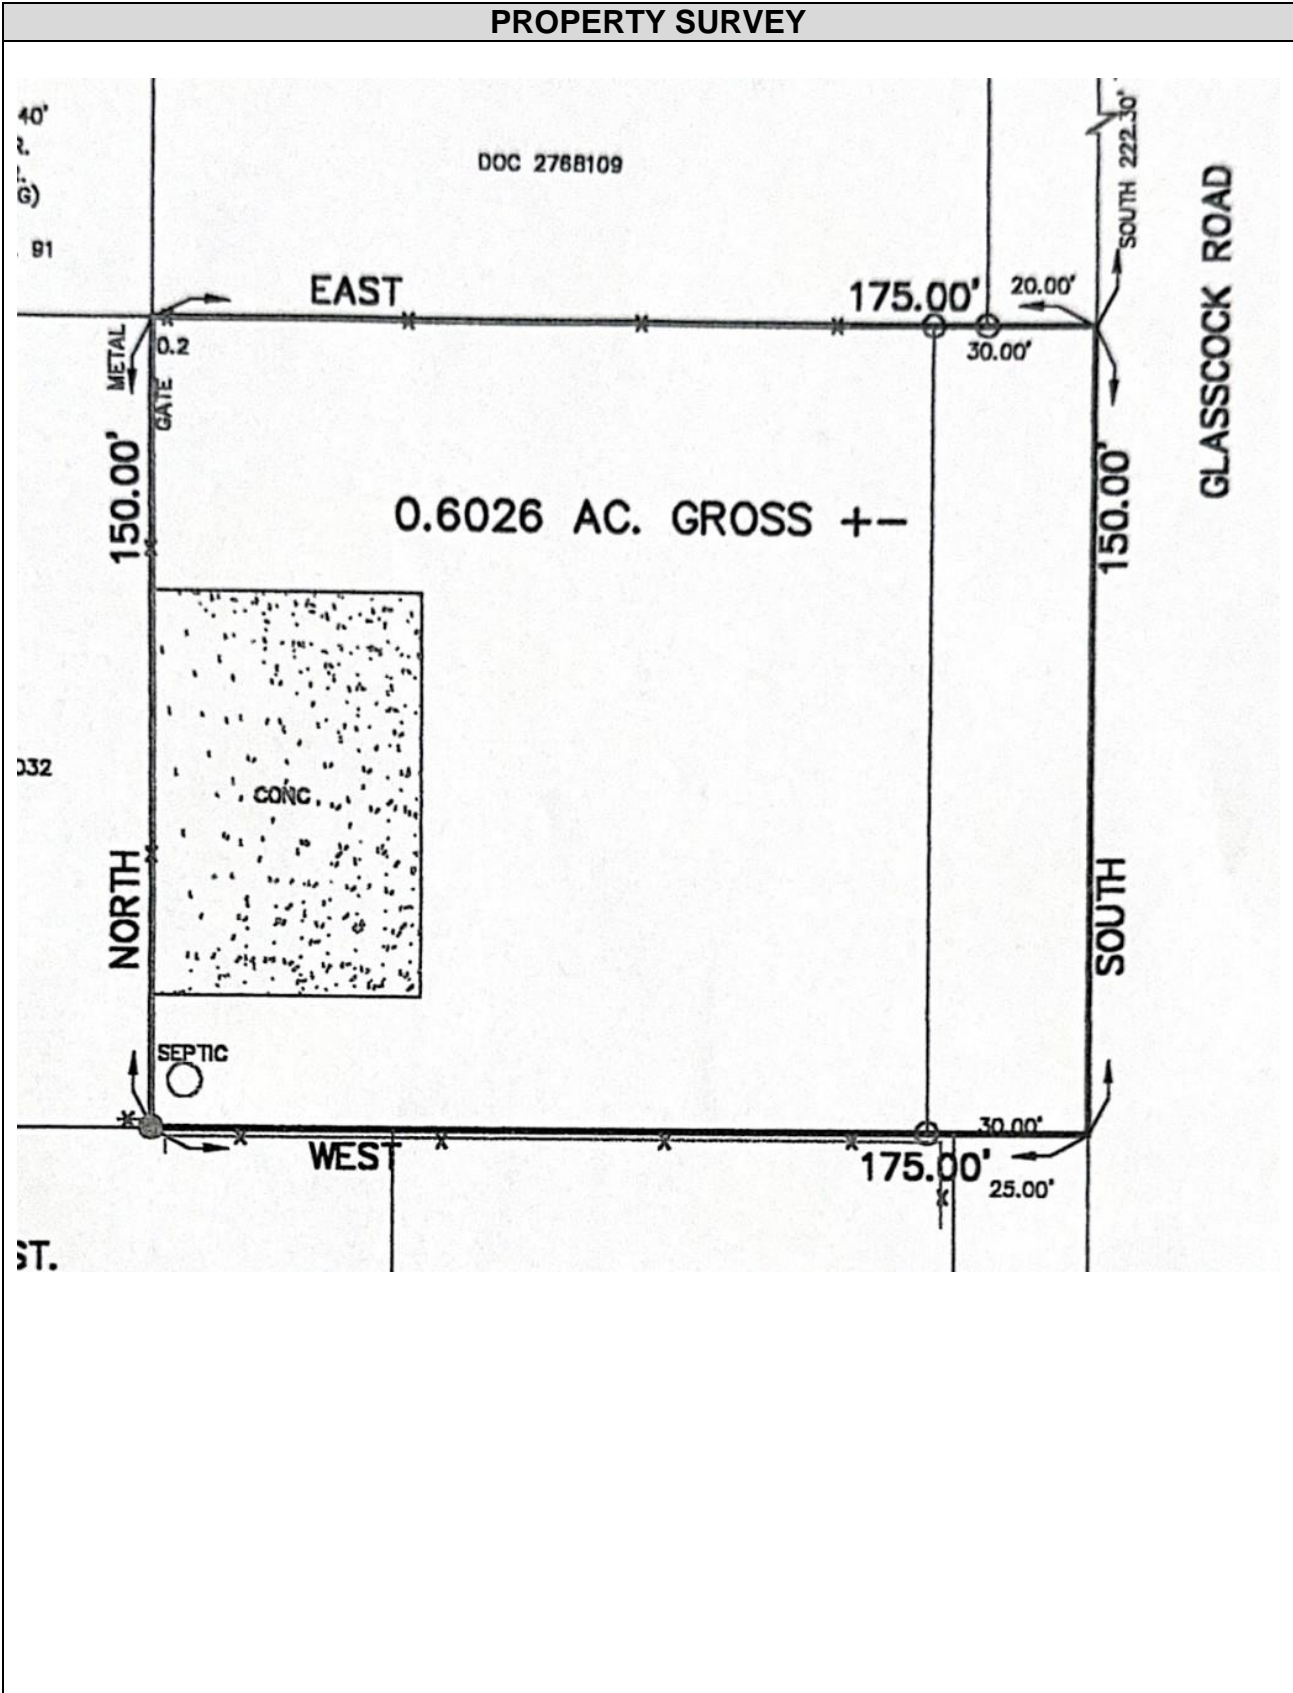 PROPERTY SURVEY
40'
G)
91
DOC 2768109
SOUTH 222.30'
GLASSCOCK ROAD
EAST
175.00'
20.00'
30.00'
0.2
METAL
GATE
150.00'
150.00'
0.6026 AC. GROSS +-
032
CONC.
NORTH
SOUTH
SEPTIC
30.00'
WEST
175.00'
25.00'
ST.